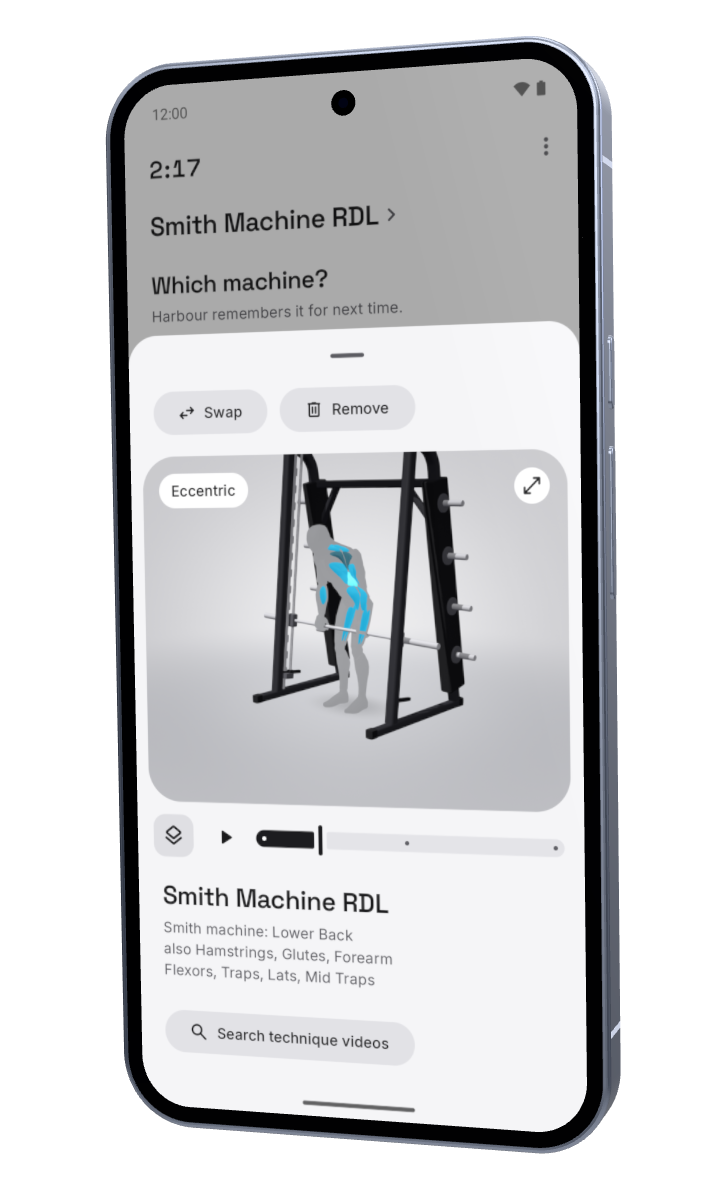 12:00
2:17
Smith Machine RDL
Which machine?
Harbour remembers it for next time.
Swap
Remove
Eccentric
Smith Machine RDL
Smith machine: Lower Back
also Hamstrings, Glutes, Forearm
Flexors, Traps, Lats, Mid Traps
Search technique videos